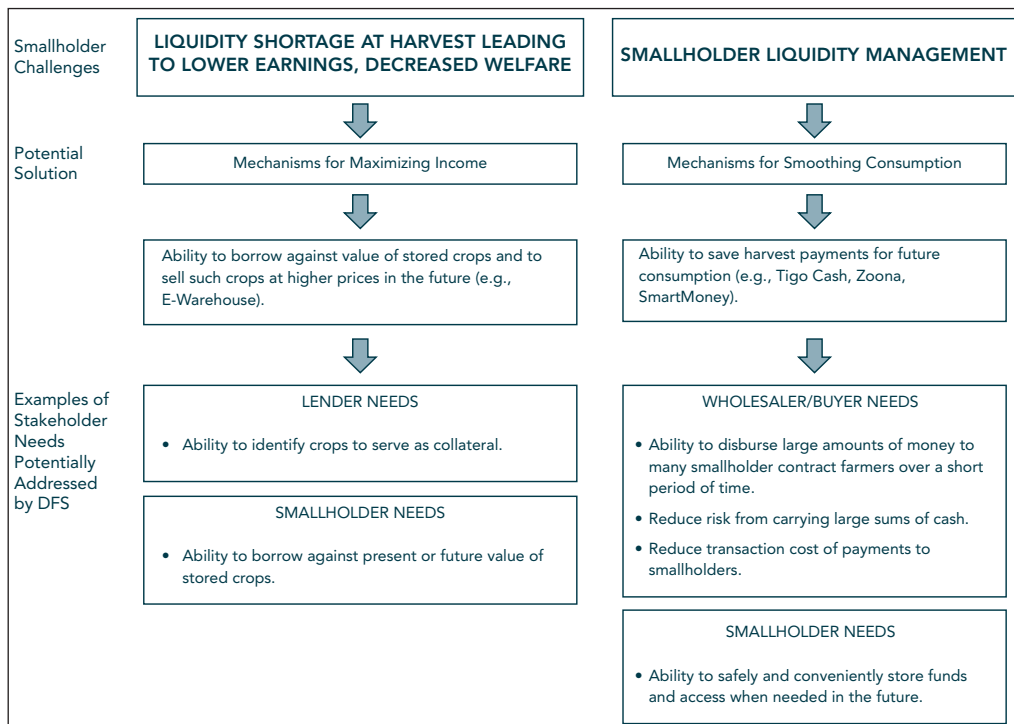 Smallholder
Challenges
LIQUIDITY SHORTAGE AT HARVEST LEADING
TO LOWER EARNINGS, DECREASED WELFARE
SMALLHOLDER LIQUIDITY MANAGEMENT
Potential
Solution
Mechanisms for Maximizing Income
Mechanisms for Smoothing Consumption
Ability to borrow against value of stored crops and to
sell such crops at higher prices in the future (e.g.,
E-Warehouse).
Ability to save harvest payments for future
consumption (e.g., Tigo Cash, Zoona,
SmartMoney).
Examples of
Stakeholder
Needs
Potentially
Addressed
by DFS
LENDER NEEDS
• Ability to identify crops to serve as collateral.
SMALLHOLDER NEEDS
• Ability to borrow against present or future value of
stored crops.
WHOLESALER/BUYER NEEDS
• Ability to disburse large amounts of money to
many smallholder contract farmers over a short
period of time.
• Reduce risk from carrying large sums of cash.
• Reduce transaction cost of payments to
smallholders.
SMALLHOLDER NEEDS
• Ability to safely and conveniently store funds
and access when needed in the future.